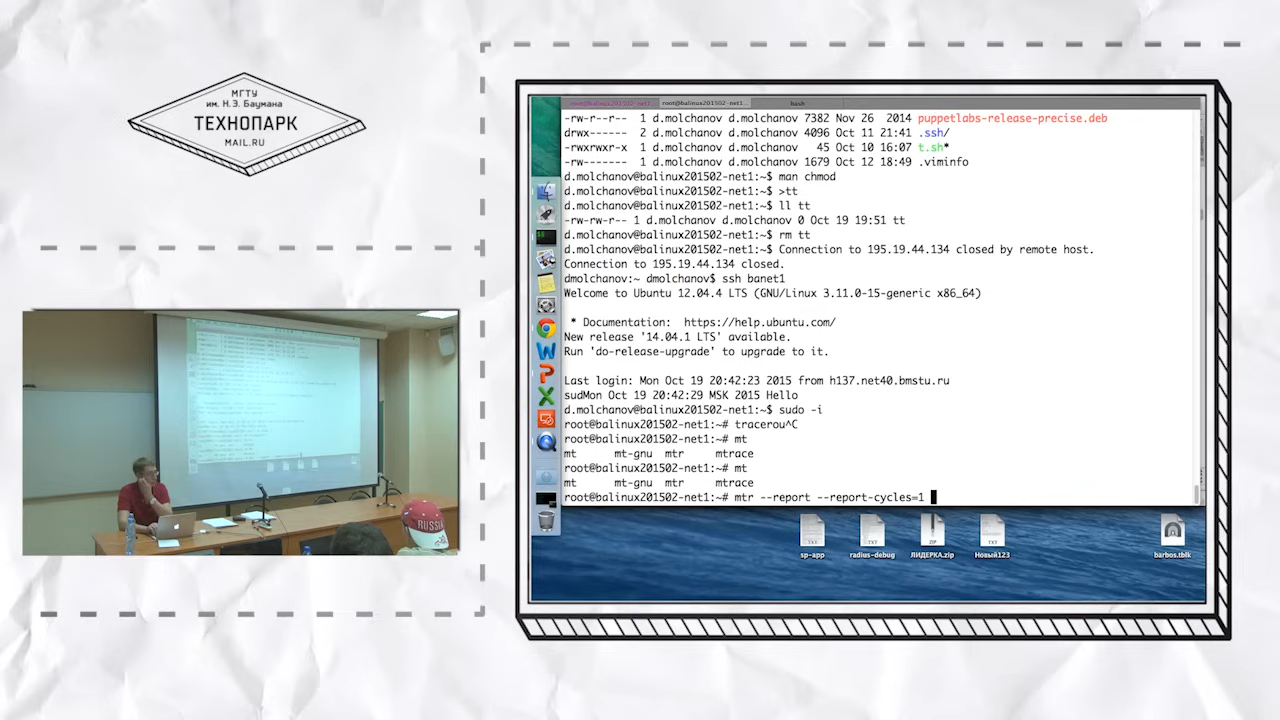 МГТУ
им. Н.Э. Баумана
ТЕХНОПАРК
MAIL.RU
root@balinux201502-net1:... root@balinux201502-net1... bash
-rw-r--r-- 1 d.molchanov d.molchanov 7382 Nov 26 2014 puppetlabs-release-precise.deb
drwx------ 2 d.molchanov d.molchanov 4096 Oct 11 21:41 .ssh/
-rwxrwxr-x 1 d.molchanov d.molchanov 45 Oct 10 16:07 t.sh*
-rw------- 1 d.molchanov d.molchanov 1679 Oct 12 18:49 .viminfo
d.molchanov@balinux201502-net1:~$ man chmod
d.molchanov@balinux201502-net1:~$ >tt
d.molchanov@balinux201502-net1:~$ ll tt
-rw-rw-r-- 1 d.molchanov d.molchanov 0 Oct 19 19:51 tt
d.molchanov@balinux201502-net1:~$ rm tt
d.molchanov@balinux201502-net1:~$ Connection to 195.19.44.134 closed by remote host.
Connection to 195.19.44.134 closed.
dmolchanov:~ dmolchanov$ ssh banet1
Welcome to Ubuntu 12.04.4 LTS (GNU/Linux 3.11.0-15-generic x86_64)
* Documentation: https://help.ubuntu.com/
New release '14.04.1 LTS' available.
Run 'do-release-upgrade' to upgrade to it.
Last login: Mon Oct 19 20:42:23 2015 from h137.net40.bmstu.ru
sudMon Oct 19 20:42:29 MSK 2015 Hello
d.molchanov@balinux201502-net1:~$ sudo -i
root@balinux201502-net1:~# tracerou^C
root@balinux201502-net1:~# mt
mt mt-gnu mtr mtrace
root@balinux201502-net1:~# mt
mt mt-gnu mtr mtrace
root@balinux201502-net1:~# mtr --report --report-cycles=1
sp-app radius-debug ЛИДЕРКА.zip Новый123 barbos.tblk
RUSSIA